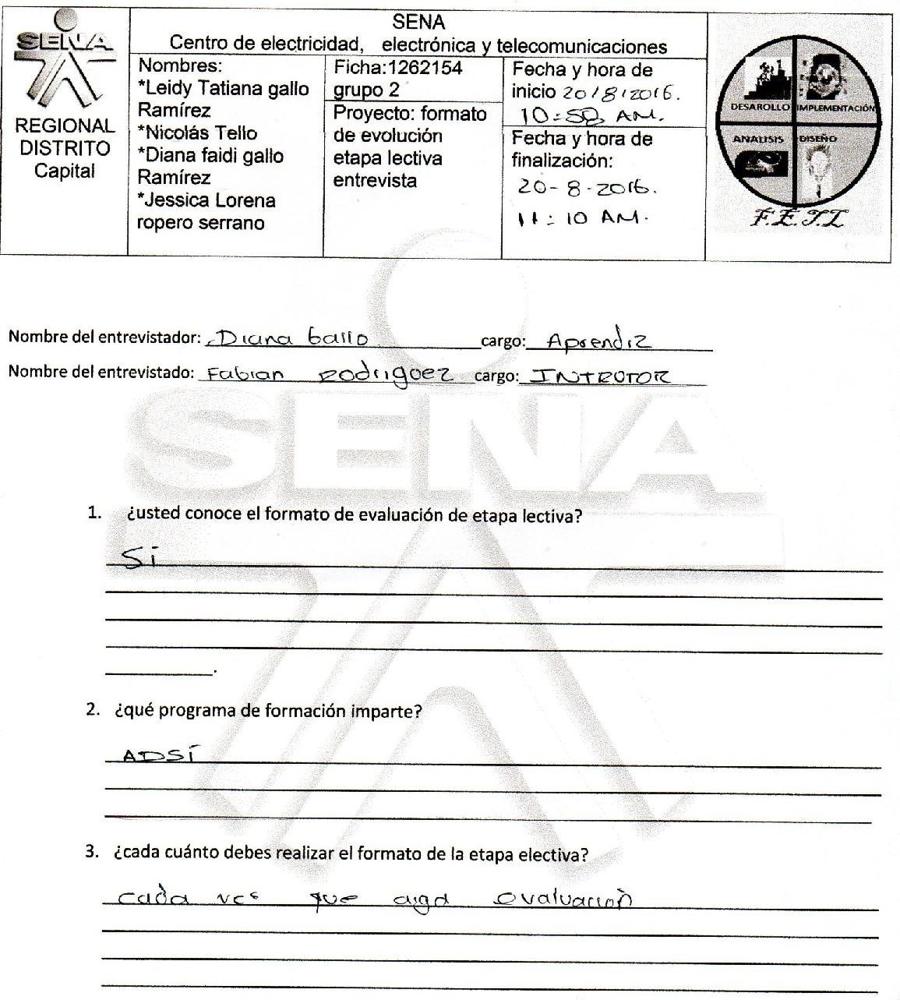 SENA
Centro de electricidad, electrónica y telecomunicaciones
SENA
REGIONAL
DISTRITO
Capital
Nombres:
*Leidy Tatiana gallo
Ramírez
*Nicolás Tello
*Diana faidi gallo
Ramírez
*Jessica Lorena
ropero serrano
Ficha:1262154
grupo 2
Proyecto: formato
de evolución
etapa lectiva
entrevista
Fecha y hora de
inicio 20/8/2016.
10:50 AM.
Fecha y hora de
finalización:
20-8-2016.
11:10 AM.
DESAROLLO IMPLEMENTACIÓN
ANALISIS DISEÑO
Nombre del entrevistador: Diana Gallo cargo: Aprendiz
Nombre del entrevistado: Fabian Rodriguez cargo: INTRUTOR
SENA
1. ¿usted conoce el formato de evaluación de etapa lectiva?
Si
2. ¿qué programa de formación imparte?
ADSI
3. ¿cada cuánto debes realizar el formato de la etapa electiva?
cada ves que aiga evaluación